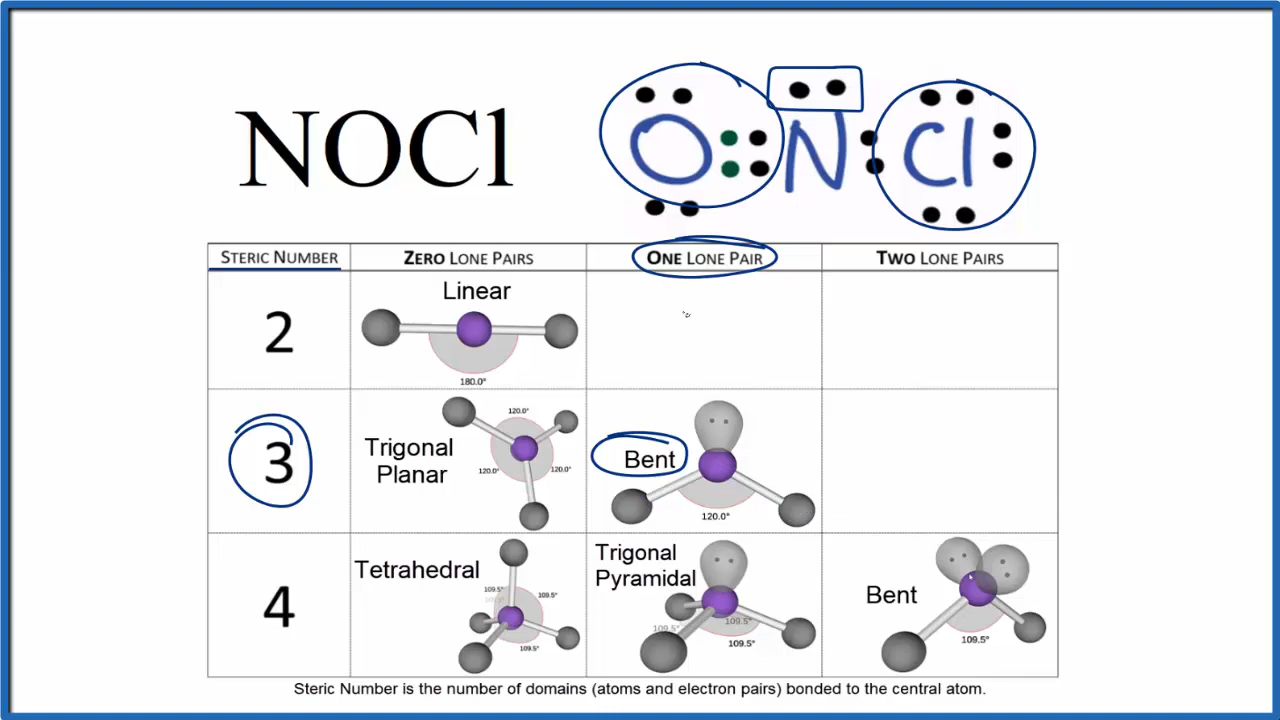 NOCl
O N Cl
STERIC NUMBER
ZERO LONE PAIRS
ONE LONE PAIR
TWO LONE PAIRS
2
Linear
180.0°
3
Trigonal
Planar
120.0°
120.0°
120.0°
Bent
120.0°
4
Tetrahedral
109.5°
109.5°
109.5°
Trigonal
Pyramidal
109.5°
109.5°
109.5°
Bent
109.5°
Steric Number is the number of domains (atoms and electron pairs) bonded to the central atom.